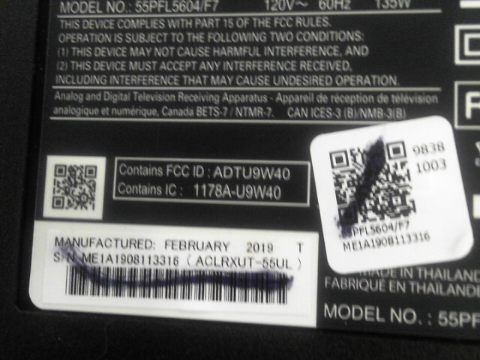 MODEL NO.: 55PFL5604/F7 120V~ 60Hz 135W
THIS DEVICE COMPLIES WITH PART 15 OF THE FCC RULES.
OPERATION IS SUBJECT TO THE FOLLOWING TWO CONDITIONS:
(1) THIS DEVICE MAY NOT CAUSE HARMFUL INTERFERENCE, AND
(2) THIS DEVICE MUST ACCEPT ANY INTERFERENCE RECEIVED,
INCLUDING INTERFERENCE THAT MAY CAUSE UNDESIRED OPERATION.
Analog and Digital Television Receiving Apparatus - Appareil de réception de télévision
analogique et numérique, Canada BETS-7 / NTMR-7. CAN ICES-3 (B)/NMB-3(B)
Contains FCC ID : ADTU9W40
Contains IC : 1178A-U9W40
9838
1003
55PFL5604/F7
ME1A1908113316
MANUFACTURED: FEBRUARY 2019 T
S/N ME1A1908113316 ( ACLRXUT-55UL )
MADE IN THAILAND
FABRIQUÉ EN THAILANDE
MODEL NO. : 55PF